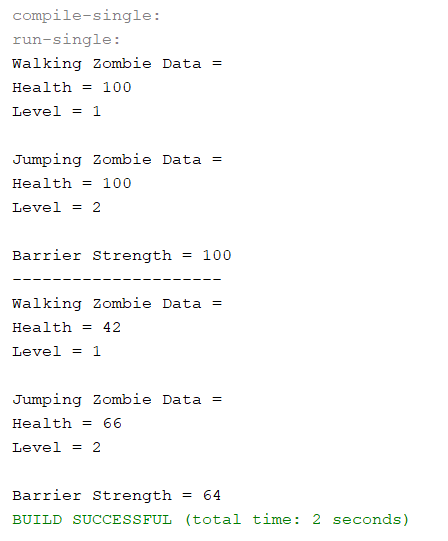 compile-single:
run-single:
Walking Zombie Data =
Health = 100
Level = 1
Jumping Zombie Data =
Health = 100
Level = 2
Barrier Strength = 100
---------------------
Walking Zombie Data =
Health = 42
Level = 1
Jumping Zombie Data =
Health = 66
Level = 2
Barrier Strength = 64
BUILD SUCCESSFUL (total time: 2 seconds)